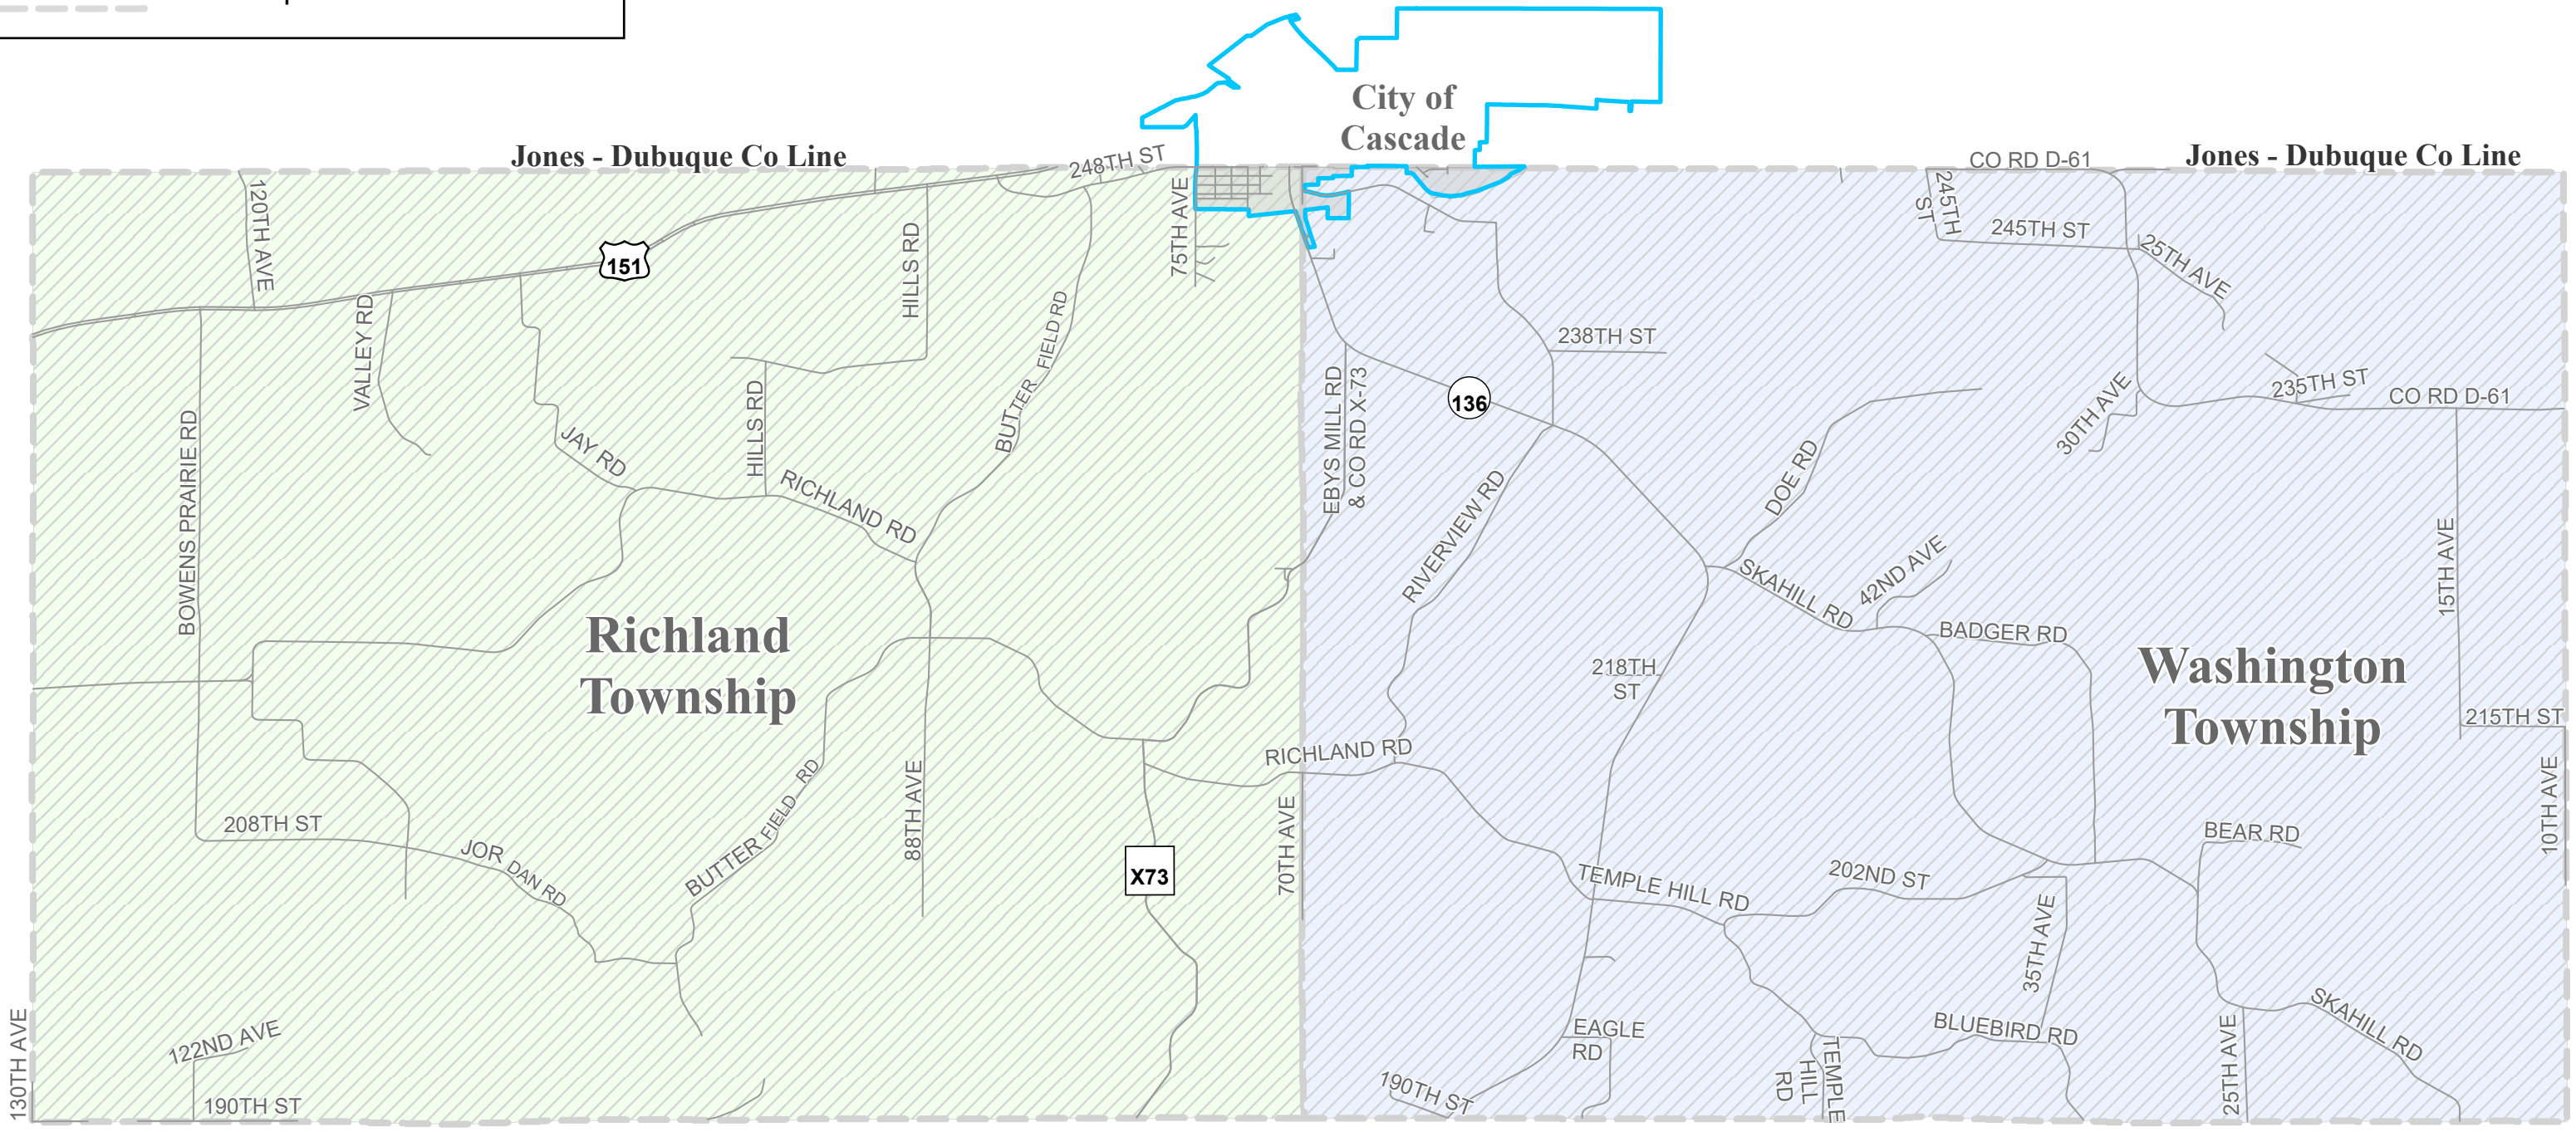 City of
Cascade
Jones - Dubuque Co Line
248TH ST
CO RD D-61
Jones - Dubuque Co Line
120TH AVE
151
HILLS RD
75TH AVE
245TH
ST
245TH ST
25TH AVE
VALLEY RD
BUTTER FIELD RD
238TH ST
BOWENS PRAIRIE RD
JAY RD
HILLS RD
RICHLAND RD
EBYS MILL RD
& CO RD X-73
136
30TH AVE
235TH ST
CO RD D-61
RIVERVIEW RD
DOE RD
SKAHILL RD
42ND AVE
15TH AVE
BADGER RD
Richland
Township
218TH
ST
Washington
Township
215TH ST
RICHLAND RD
208TH ST
JOR DAN RD
BUTTER FIELD RD
88TH AVE
X73
70TH AVE
TEMPLE HILL RD
202ND ST
BEAR RD
10TH AVE
35TH AVE
130TH AVE
122ND AVE
190TH ST
190TH ST
EAGLE
RD
TEMPLE
HILL
RD
BLUEBIRD RD
25TH AVE
SKAHILL RD